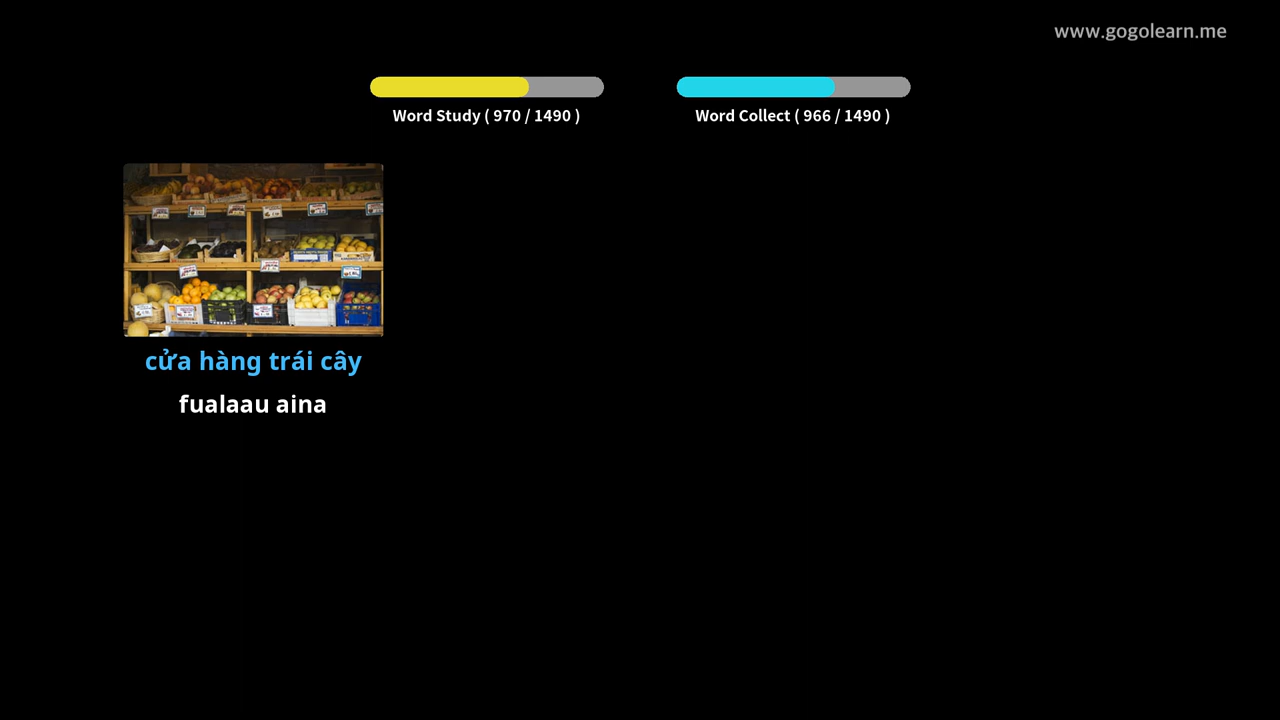 www.gogolearn.me
Word Study ( 970 / 1490 )
Word Collect ( 966 / 1490 )
cửa hàng trái cây
fualaau aina